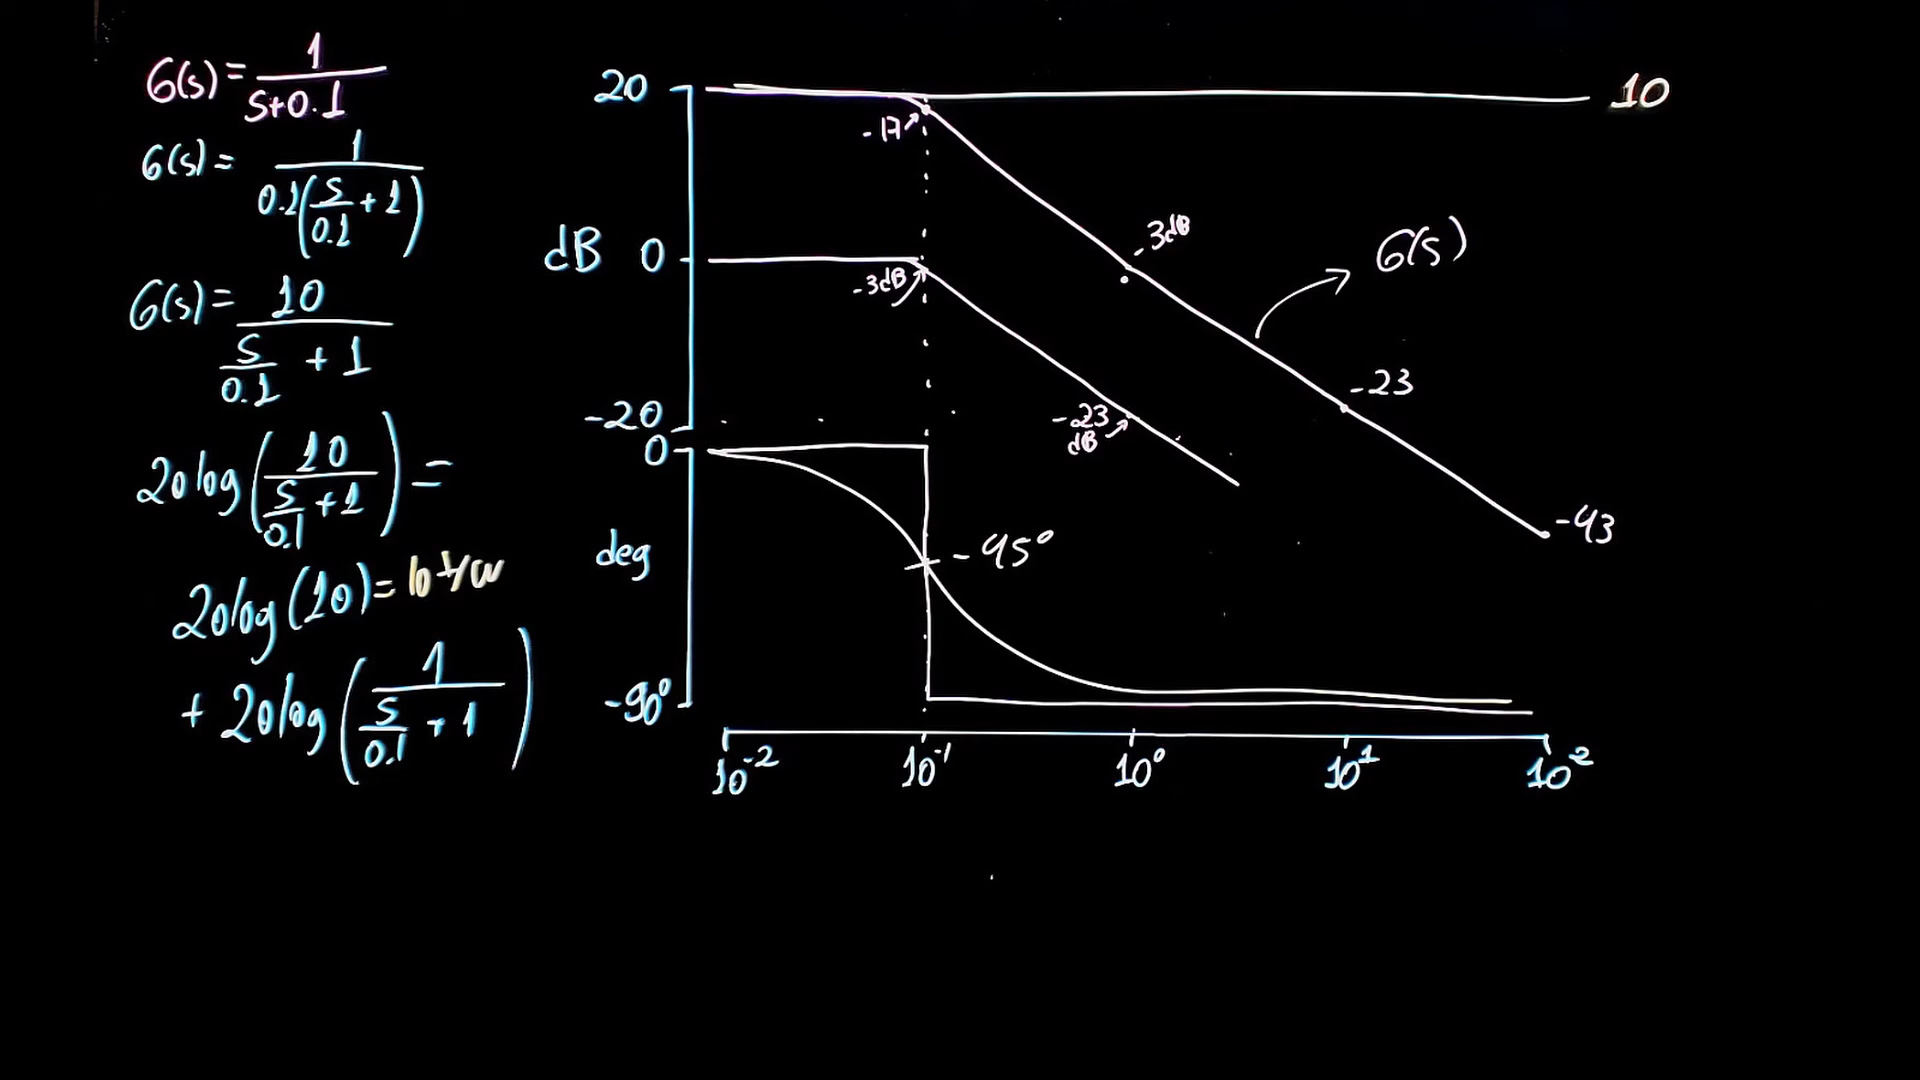 G(s) = 1 / (s+0.1)
G(s) = 1 / (0.1(s/0.1 + 1))
G(s) = 10 / (s/0.1 + 1)
20log(10 / (s/0.1 + 1)) =
20log(10) =
+ 20log(1 / (s/0.1 + 1))
20
10
-17
-3dB
G(s)
dB 0
-3dB
-23
-20
-23
dB
0
-43
deg
-45°
-90°
10^-2 10^-1 10^0 10^1 10^2